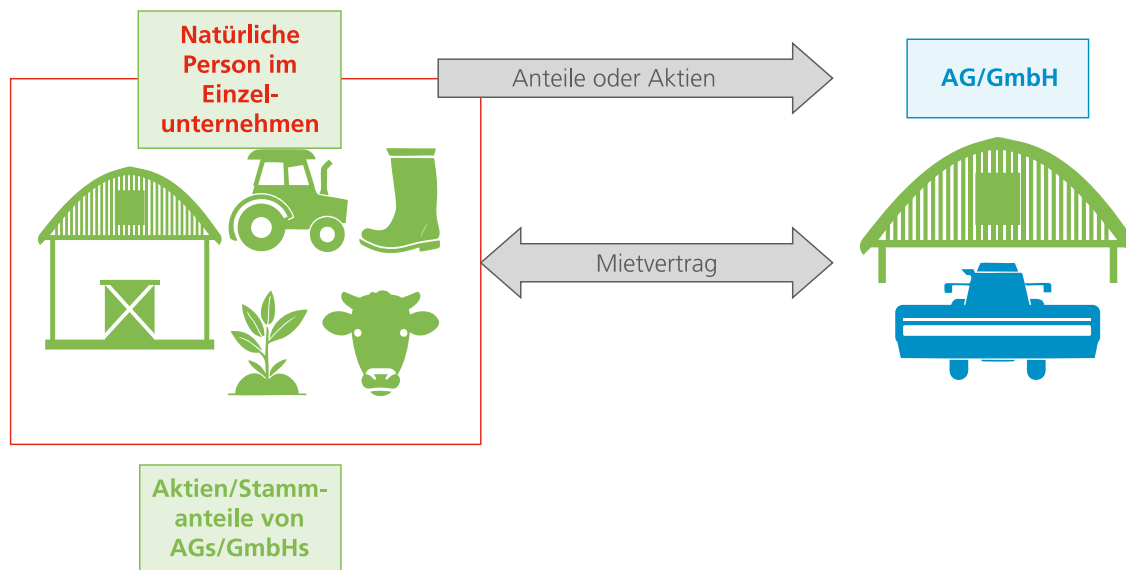 Natürliche
Person im
Einzel-
unternehmen
Anteile oder Aktien
AG/GmbH
Mietvertrag
Aktien/Stamm-
anteile von
AGs/GmbHs